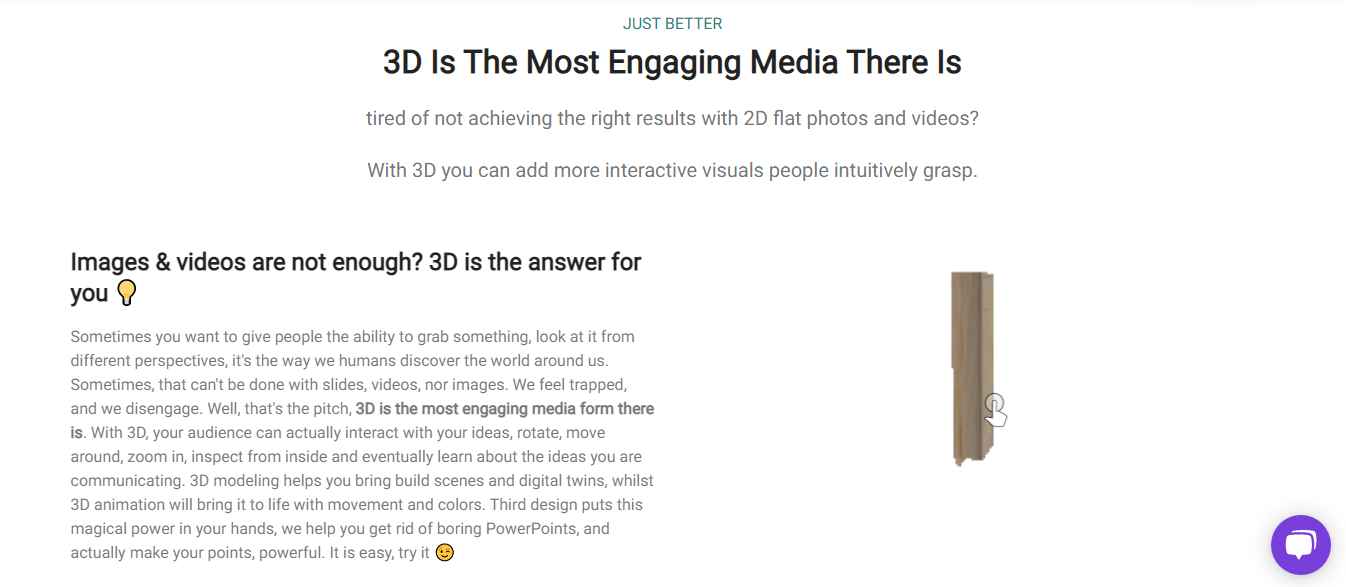 JUST BETTER
3D Is The Most Engaging Media There Is
tired of not achieving the right results with 2D flat photos and videos?
With 3D you can add more interactive visuals people intuitively grasp.
Images & videos are not enough? 3D is the answer for
you 💡
Sometimes you want to give people the ability to grab something, look at it from
different perspectives, it's the way we humans discover the world around us.
Sometimes, that can't be done with slides, videos, nor images. We feel trapped,
and we disengage. Well, that's the pitch, 3D is the most engaging media form there
is. With 3D, your audience can actually interact with your ideas, rotate, move
around, zoom in, inspect from inside and eventually learn about the ideas you are
communicating. 3D modeling helps you bring build scenes and digital twins, whilst
3D animation will bring it to life with movement and colors. Third design puts this
magical power in your hands, we help you get rid of boring PowerPoints, and
actually make your points, powerful. It is easy, try it 😉